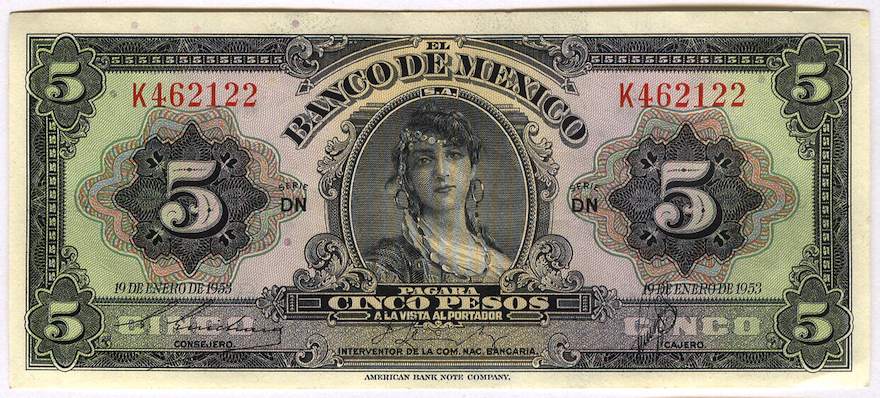 EL
BANCO DE MEXICO
S.A.
5
5
K462122
K462122
5
5
SERIE
DN
SERIE
DN
19 DE ENERO DE 1953
19 DE ENERO DE 1953
PAGARA
CINCO PESOS
A LA VISTA AL PORTADOR
5
CINCO
CINCO
5
CONSEJERO.
INTERVENTOR DE LA COM. NAC. BANCARIA.
CAJERO.
AMERICAN BANK NOTE COMPANY.